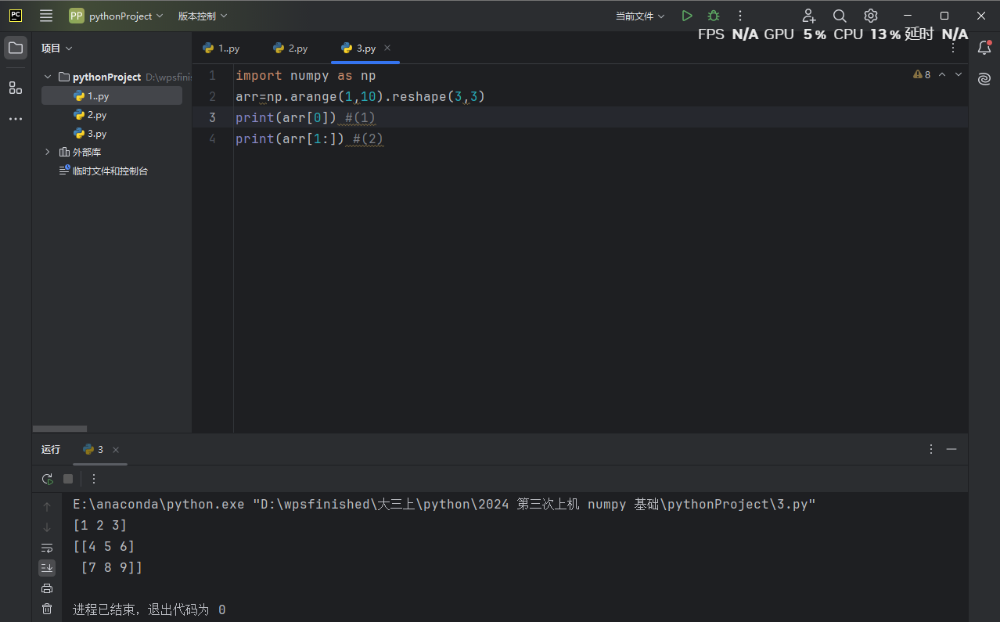 PC PP pythonProject 版本控制 当前文件
FPS N/A GPU 5% CPU 13% 延时 N/A
项目 1..py 2.py 3.py
pythonProject D:\wpsfini
1..py
2.py
3.py
外部库
临时文件和控制台
8
1 import numpy as np
2 arr=np.arange(1,10).reshape(3,3)
3 print(arr[0]) #(1)
4 print(arr[1:]) #(2)
运行 3
E:\anaconda\python.exe "D:\wpsfinished\大三上\python\2024 第三次上机 numpy 基础\pythonProject\3.py"
[1 2 3]
[[4 5 6]
 [7 8 9]]
进程已结束，退出代码为 0